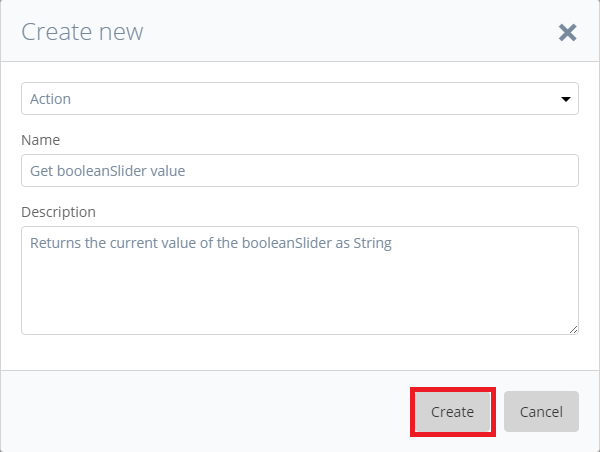 Create new
Action
Name
Get booleanSlider value
Description
Returns the current value of the booleanSlider as String
Create
Cancel